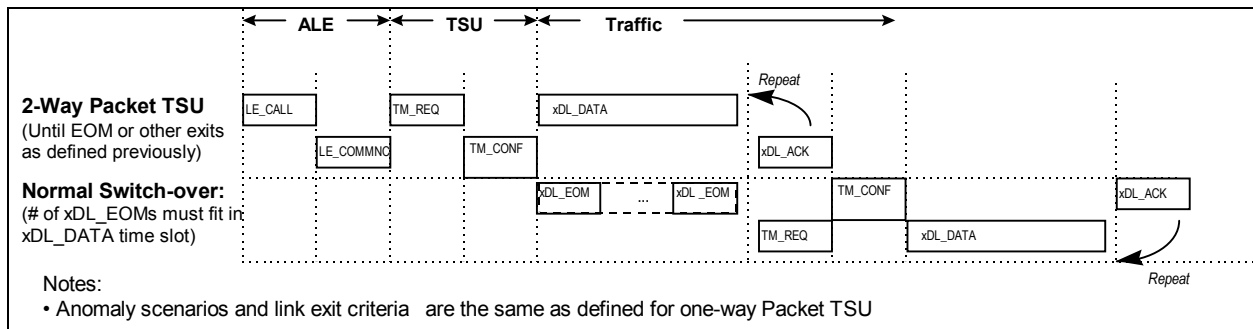 ALE TSU Traffic
Repeat
2-Way Packet TSU
LE_CALL TM_REQ xDL_DATA
(Until EOM or other exits
as defined previously)
LE_COMMNC TM_CONF xDL_ACK
Normal Switch-over:
xDL_EOM ... xDL _EOM TM_CONF xDL_ACK
(# of xDL_EOMs must fit in
xDL_DATA time slot)
TM_REQ xDL_DATA
Repeat
Notes:
• Anomaly scenarios and link exit criteria are the same as defined for one-way Packet TSU